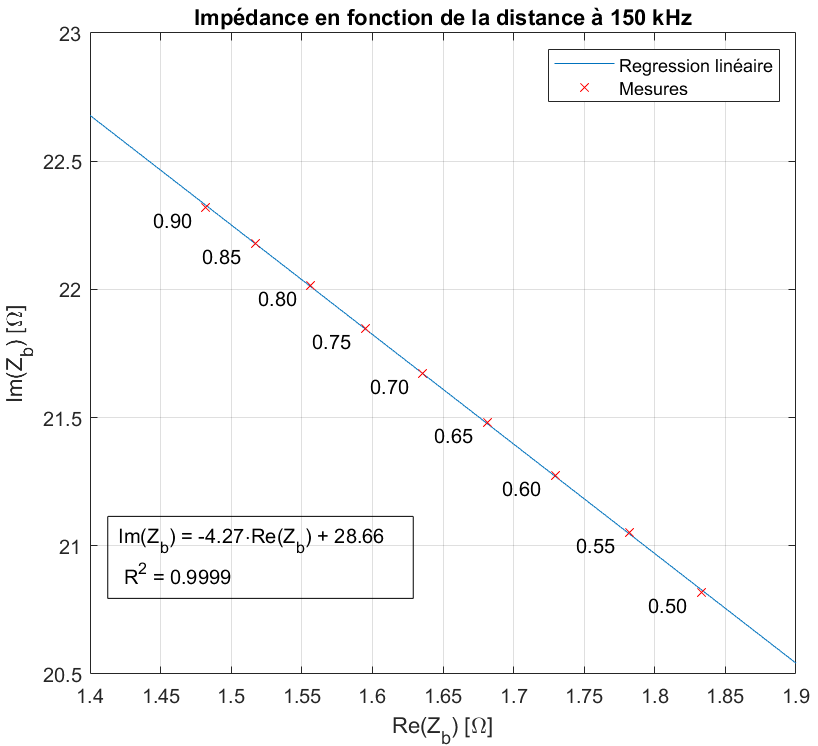 Impédance en fonction de la distance à 150 kHz
23
22.5
22
21.5
21
20.5
Im(Z_b) [Ω]
Regression linéaire
Mesures
0.90
0.85
0.80
0.75
0.70
0.65
0.60
0.55
0.50
Im(Z_b) = -4.27·Re(Z_b) + 28.66
R² = 0.9999
1.4 1.45 1.5 1.55 1.6 1.65 1.7 1.75 1.8 1.85 1.9
Re(Z_b) [Ω]